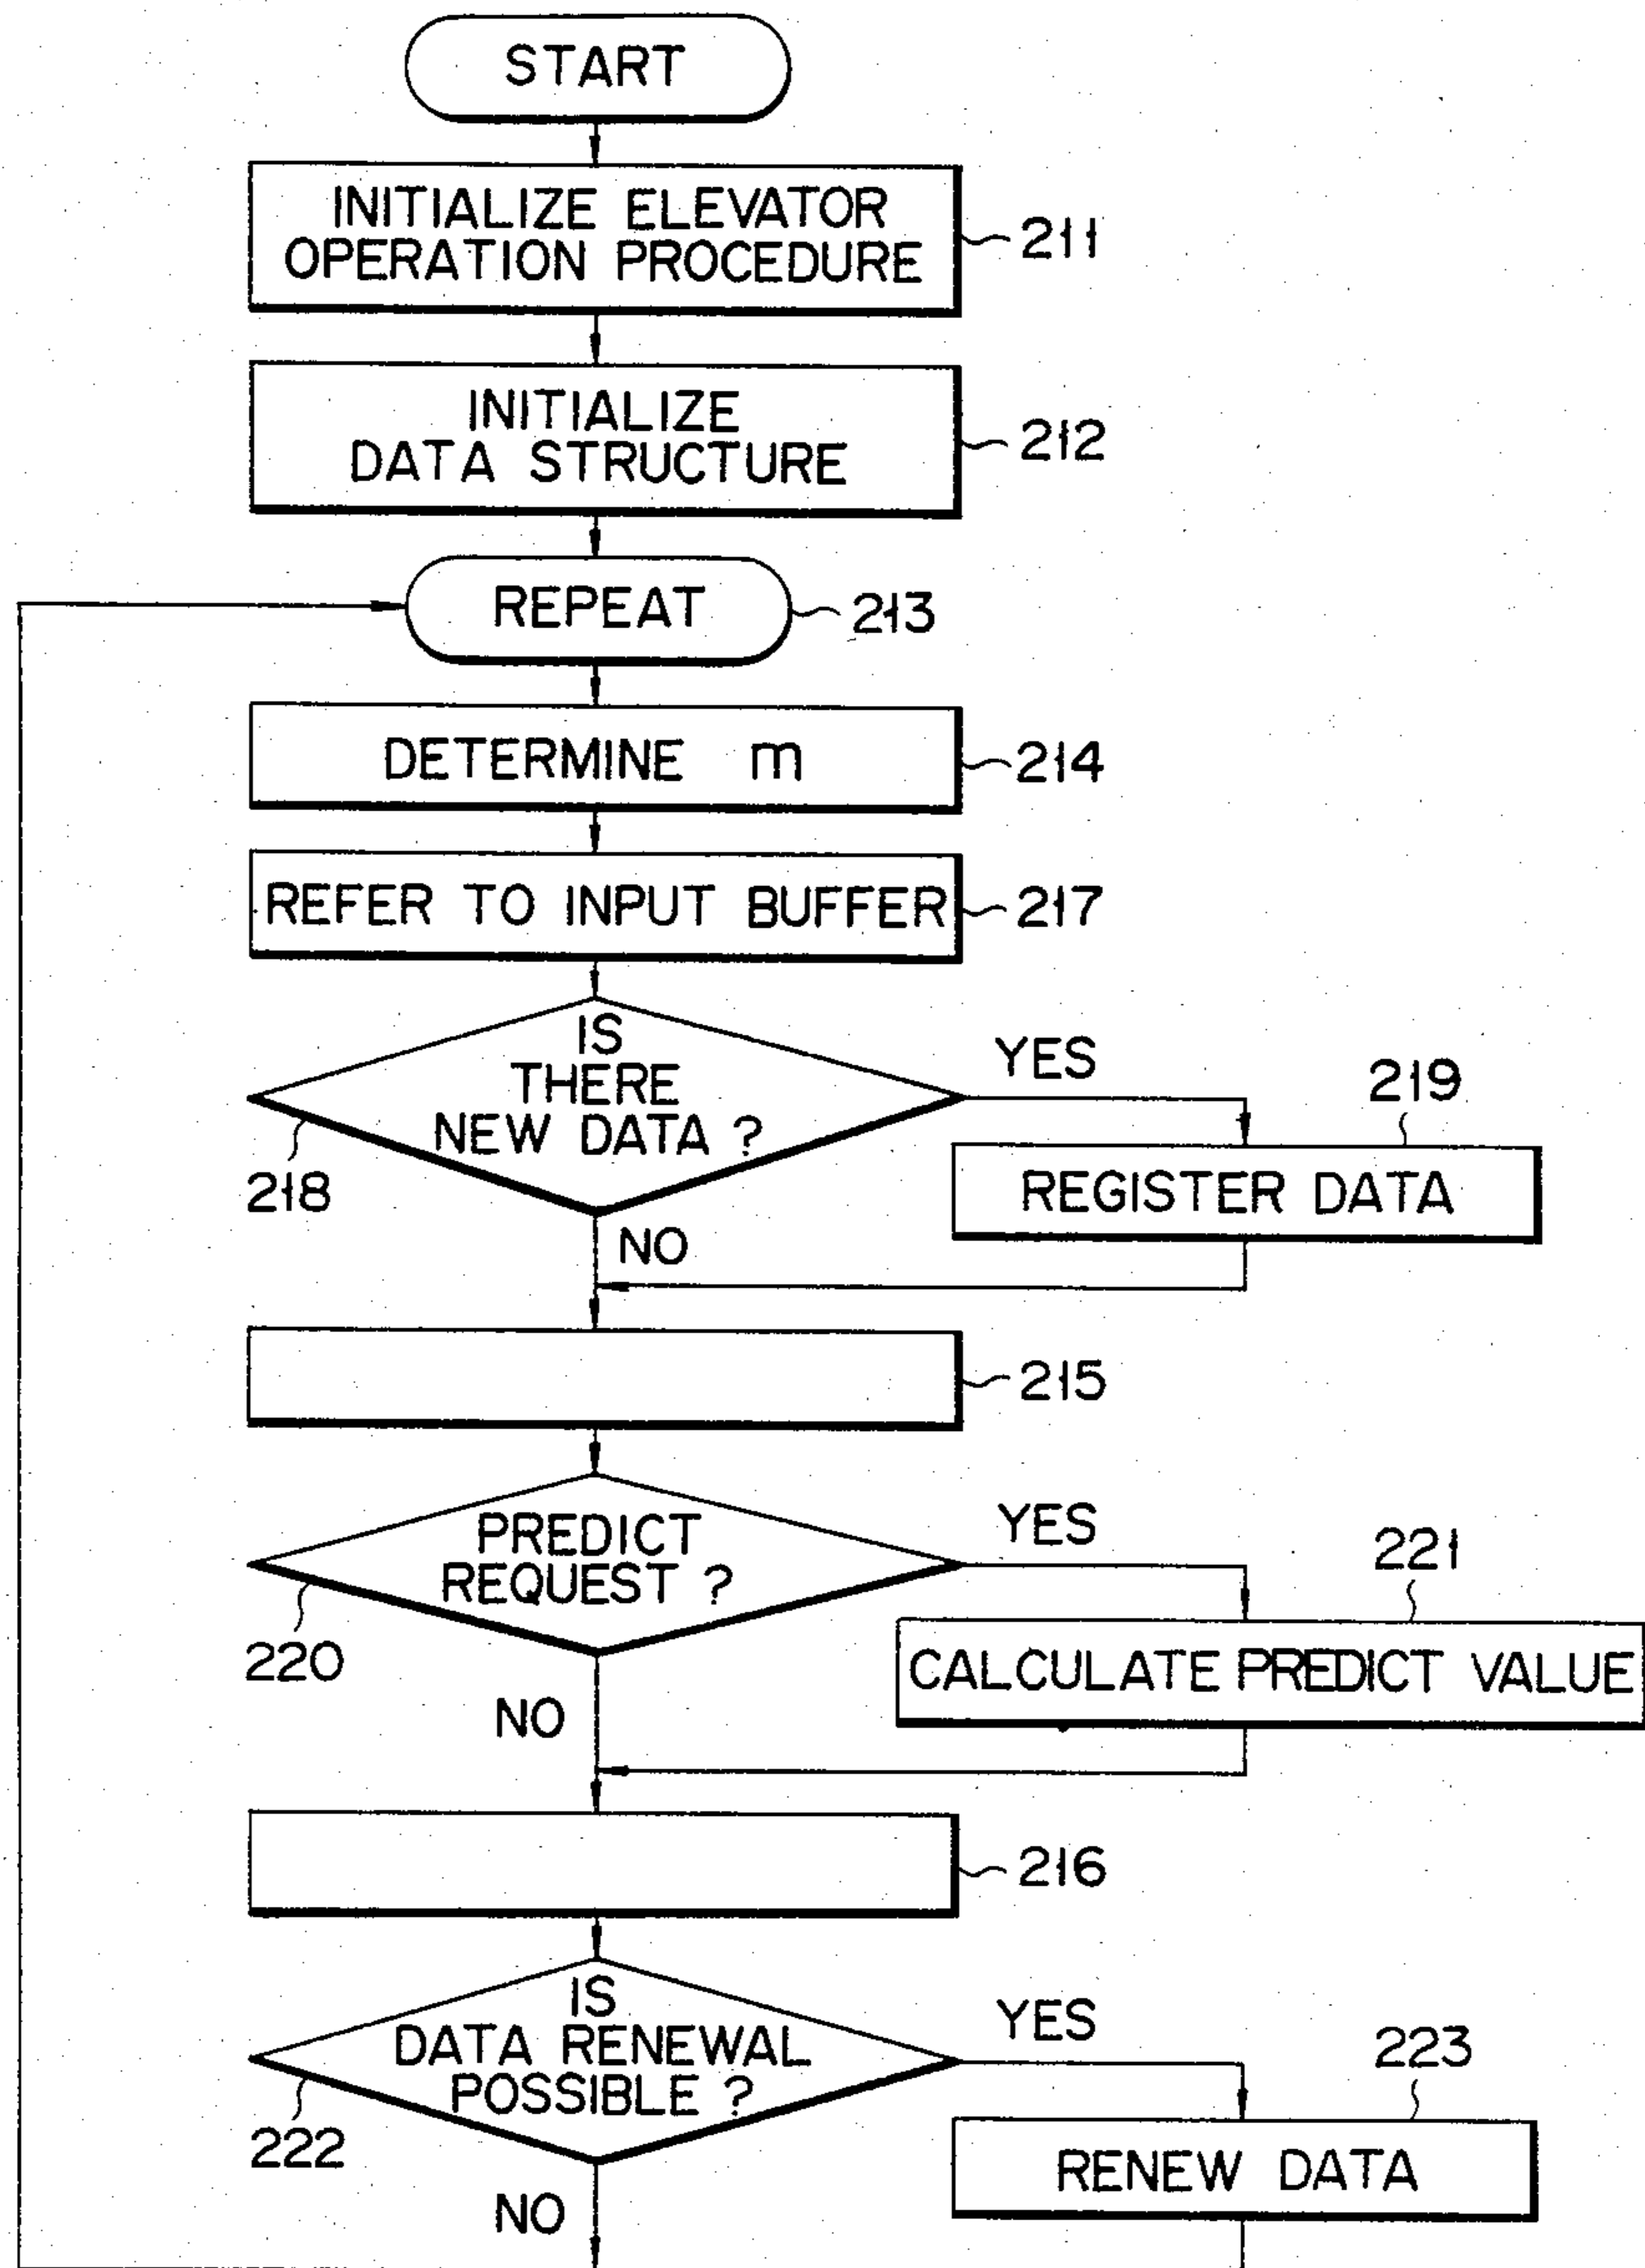 START
INITIALIZE ELEVATOR
OPERATION PROCEDURE
211
INITIALIZE
DATA STRUCTURE
212
REPEAT
213
DETERMINE m
214
REFER TO INPUT BUFFER
217
IS
THERE
NEW DATA ?
YES
219
218
REGISTER DATA
NO
215
PREDICT
REQUEST ?
YES
221
220
CALCULATE PREDICT VALUE
NO
216
IS
DATA RENEWAL
POSSIBLE ?
YES
223
222
RENEW DATA
NO